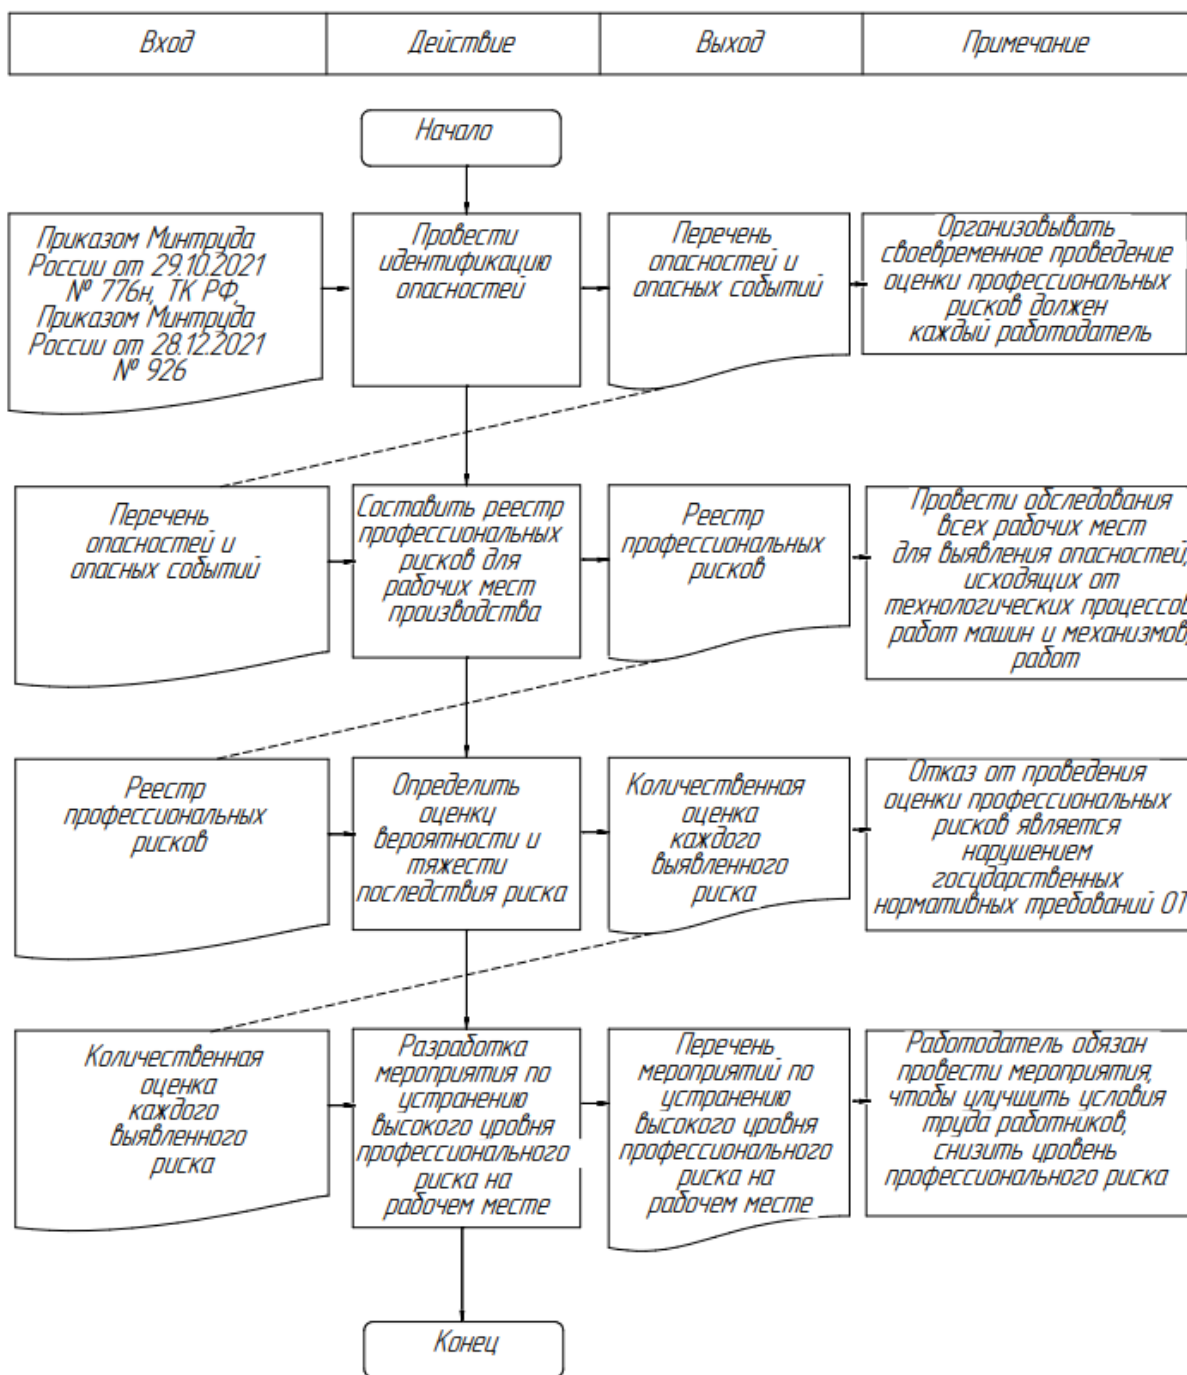 Вход
Действие
Выход
Примечание
Начало
Приказом Минтруда
России от 29.10.2021
№ 776н, ТК РФ,
Приказом Минтруда
России от 28.12.2021
№ 926
Провести
идентификацию
опасностей
Перечень
опасностей и
опасных событий
Организовывать
своевременное проведение
оценки профессиональных
рисков должен
каждый работодатель
Перечень
опасностей и
опасных событий
Составить реестр
профессиональных
рисков для
рабочих мест
производства
Реестр
профессиональных
рисков
Провести обследования
всех рабочих мест
для выявления опасностей,
исходящих от
технологических процессов
работ машин и механизмов,
работ
Реестр
профессиональных
рисков
Определить
оценку
вероятности и
тяжести
последствия риска
Количественная
оценка
каждого
выявленного
риска
Отказ от проведения
оценки профессиональных
рисков является
нарушением
государственных
нормативных требований ОТ
Количественная
оценка
каждого
выявленного
риска
Разработка
мероприятия по
устранению
высокого уровня
профессионального
риска на
рабочем месте
Перечень
мероприятий по
устранению
высокого уровня
профессионального
риска на
рабочем месте
Работодатель обязан
провести мероприятия,
чтобы улучшить условия
труда работников,
снизить уровень
профессионального риска
Конец